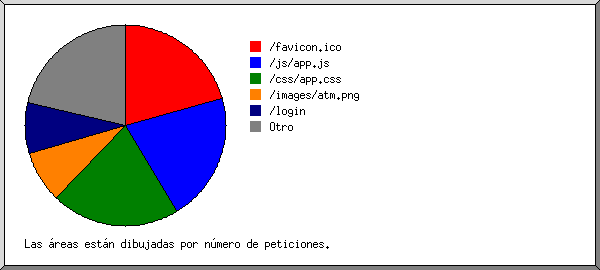 /favicon.ico
/js/app.js
/css/app.css
/images/atm.png
/login
Otro
Las áreas están dibujadas por número de peticiones.